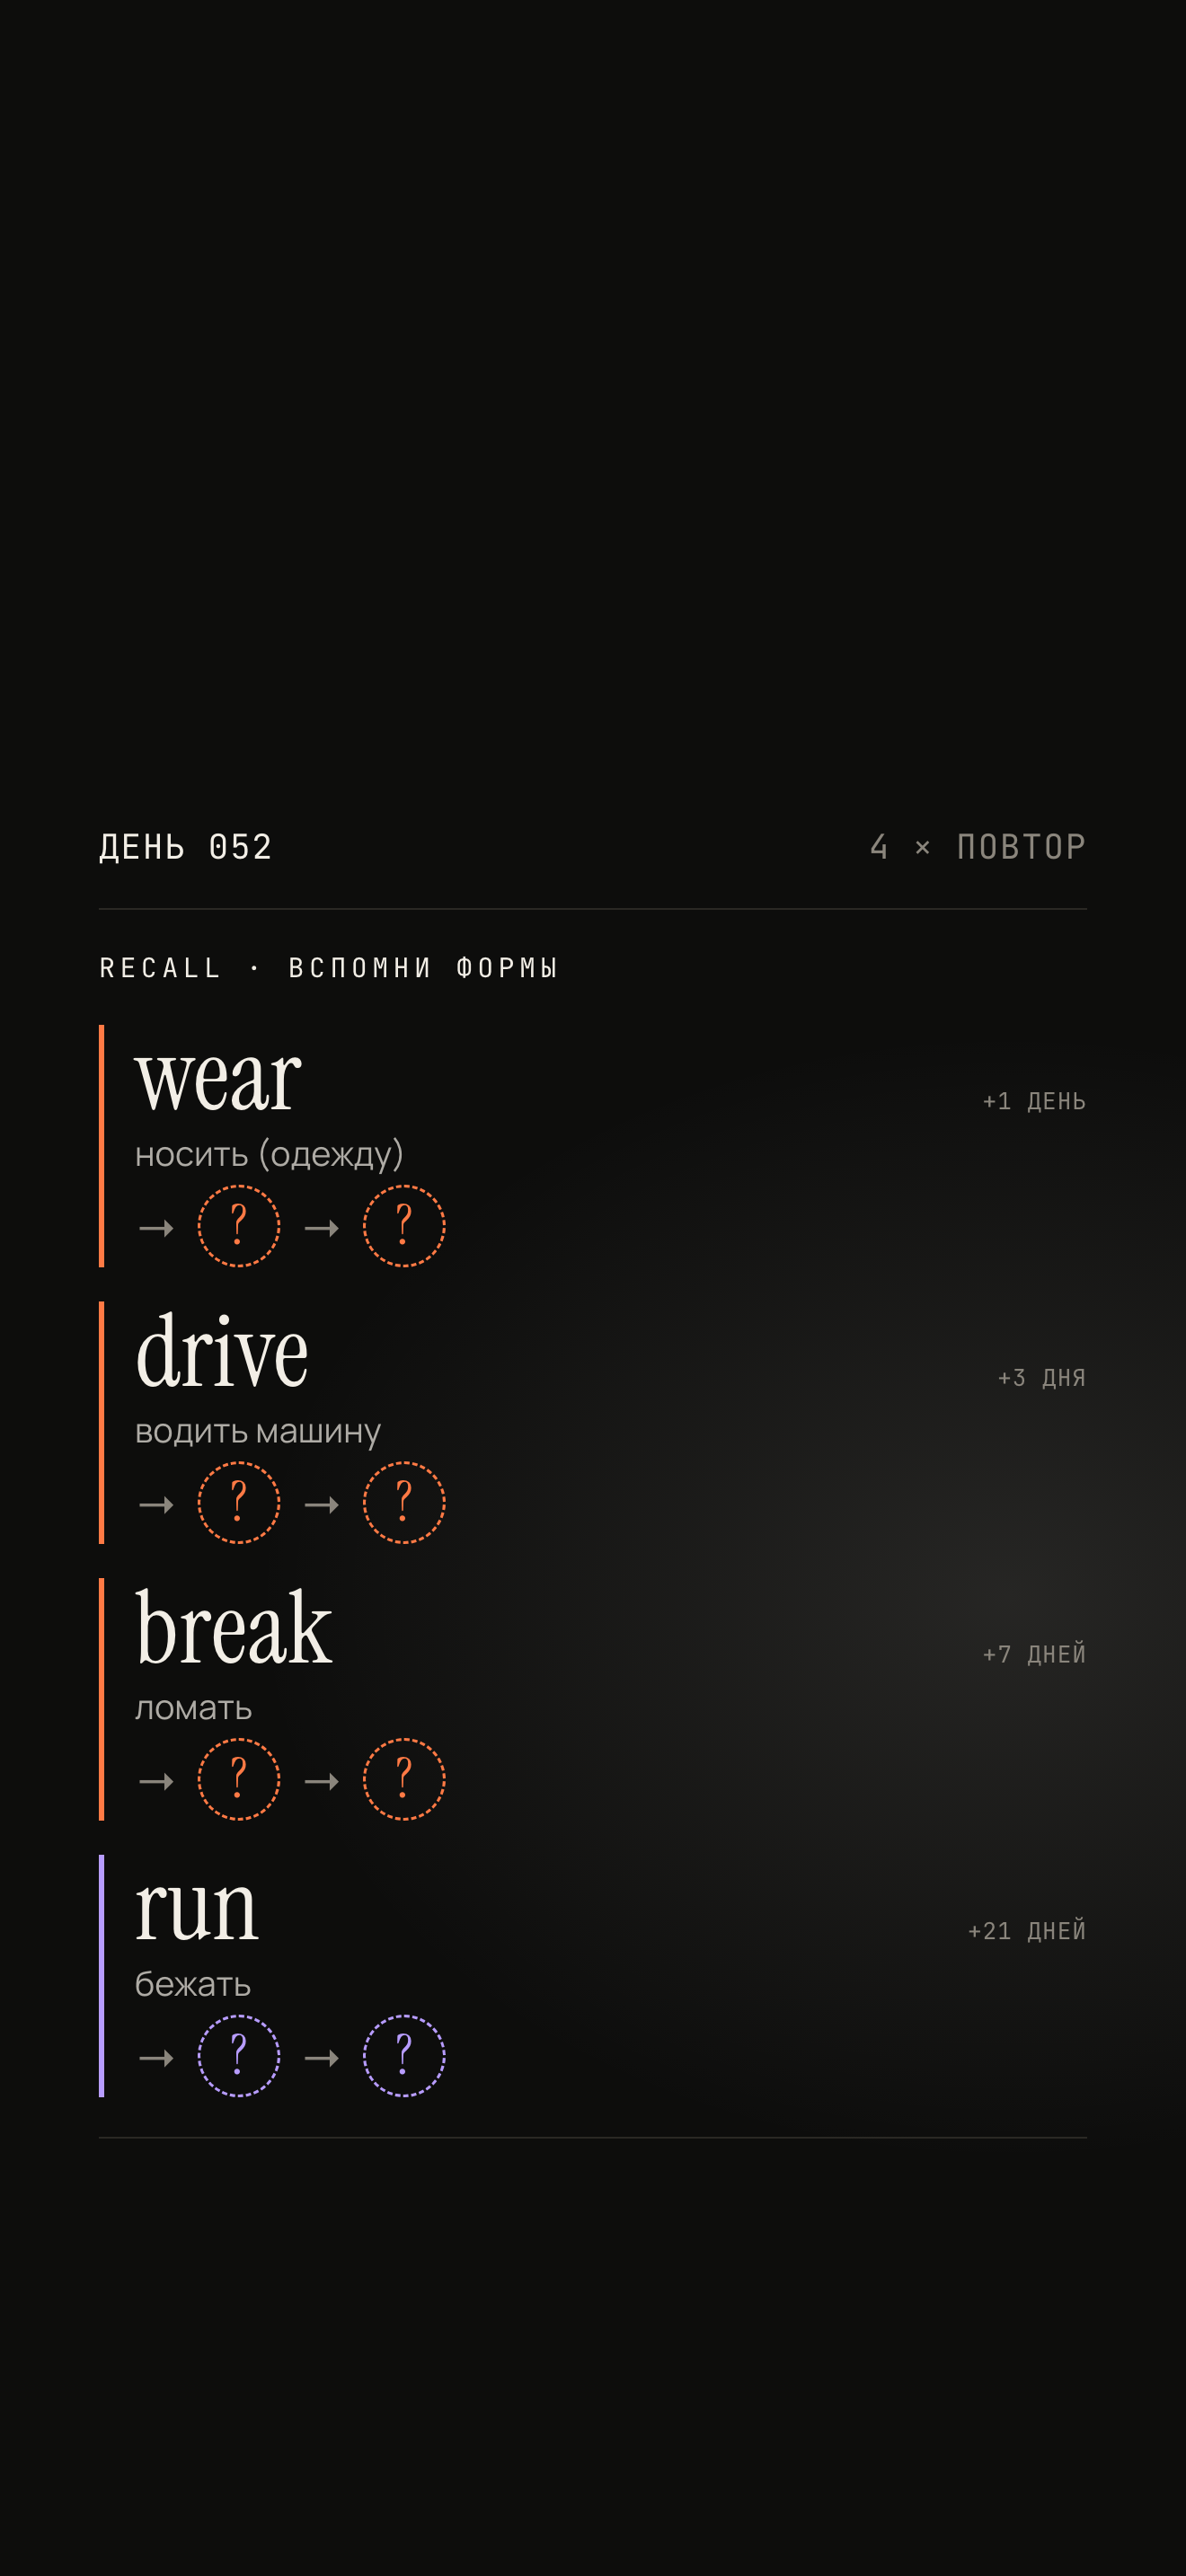 ДЕНЬ 052
4 × ПОВТОР
RECALL · ВСПОМНИ ФОРМЫ
wear
+1 ДЕНЬ
носить (одежду)
→ ? → ?
drive
+3 ДНЯ
водить машину
→ ? → ?
break
+7 ДНЕЙ
ломать
→ ? → ?
run
+21 ДНЕЙ
бежать
→ ? → ?